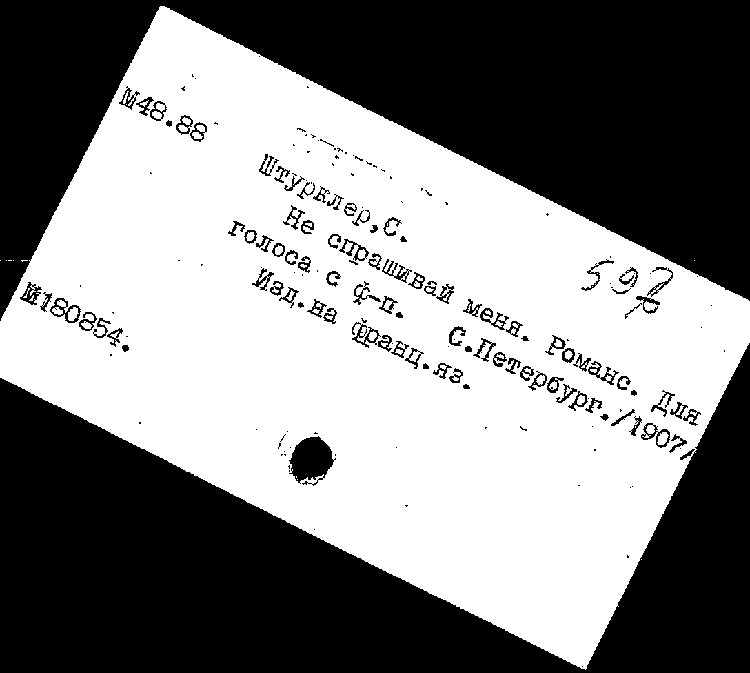 М48.88
Штурклер,С.
Не спрашивай меня. Романс. Для
голоса с ф-п. С.Петербург./1907/
Изд.на франц.яз.
М180854.
597